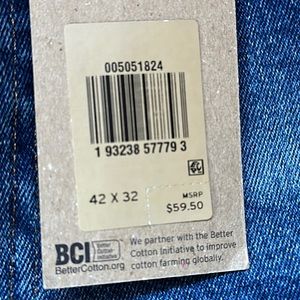 005051824
1 93238 57779 3
42 X 32
MSRP
$59.50
BCI Better Cotton Initiative
BetterCotton.org
We partner with the Better
Cotton Initiative to improve
cotton farming globally.